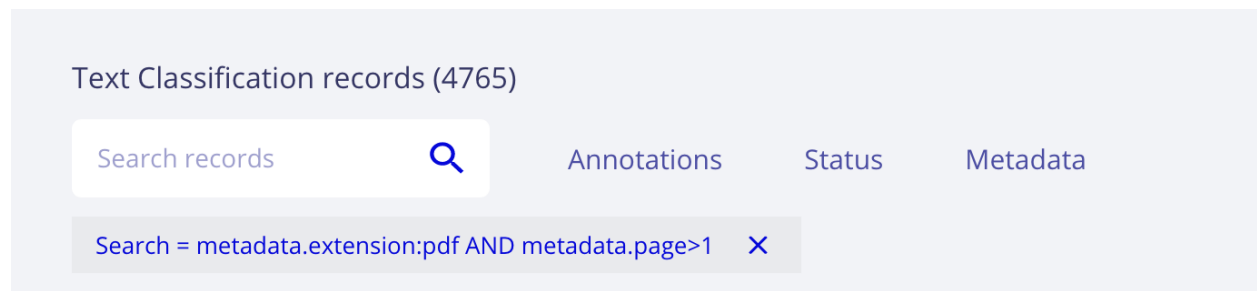 Text Classification records (4765)
Search records
Annotations
Status
Metadata
Search = metadata.extension:pdf AND metadata.page>1